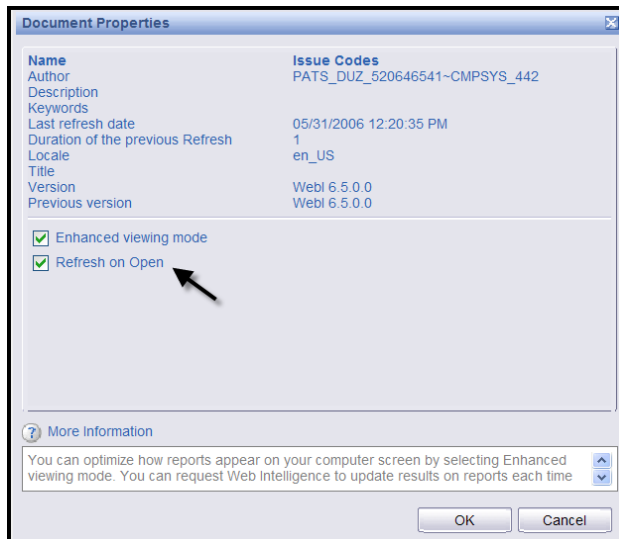 Document Properties
Name Issue Codes
Author PATS_DUZ_520646541~CMPSYS_442
Description
Keywords
Last refresh date 05/31/2006 12:20:35 PM
Duration of the previous Refresh 1
Locale en_US
Title
Version WebI 6.5.0.0
Previous version WebI 6.5.0.0
Enhanced viewing mode
Refresh on Open
? More Information
You can optimize how reports appear on your computer screen by selecting Enhanced
viewing mode. You can request Web Intelligence to update results on reports each time
OK Cancel